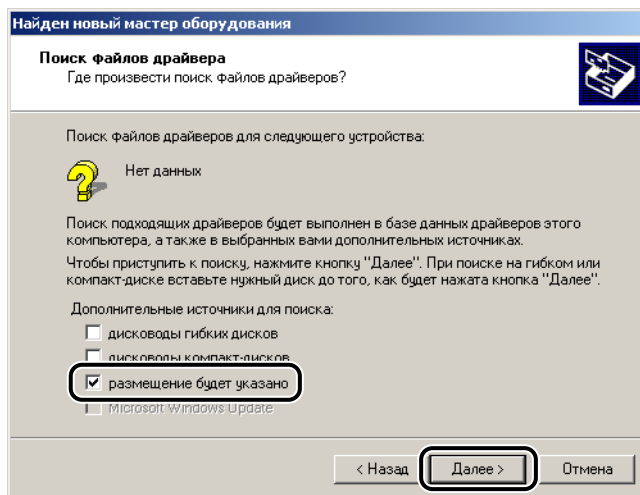 Найден новый мастер оборудования
Поиск файлов драйвера
Где произвести поиск файлов драйверов?
Поиск файлов драйверов для следующего устройства:
Нет данных
Поиск подходящих драйверов будет выполнен в базе данных драйверов этого
компьютера, а также в выбранных вами дополнительных источниках.
Чтобы приступить к поиску, нажмите кнопку "Далее". При поиске на гибком или
компакт-диске вставьте нужный диск до того, как будет нажата кнопка "Далее".
Дополнительные источники для поиска:
дисководы гибких дисков
дисководы компакт-дисков
размещение будет указано
Microsoft Windows Update
< Назад
Далее >
Отмена